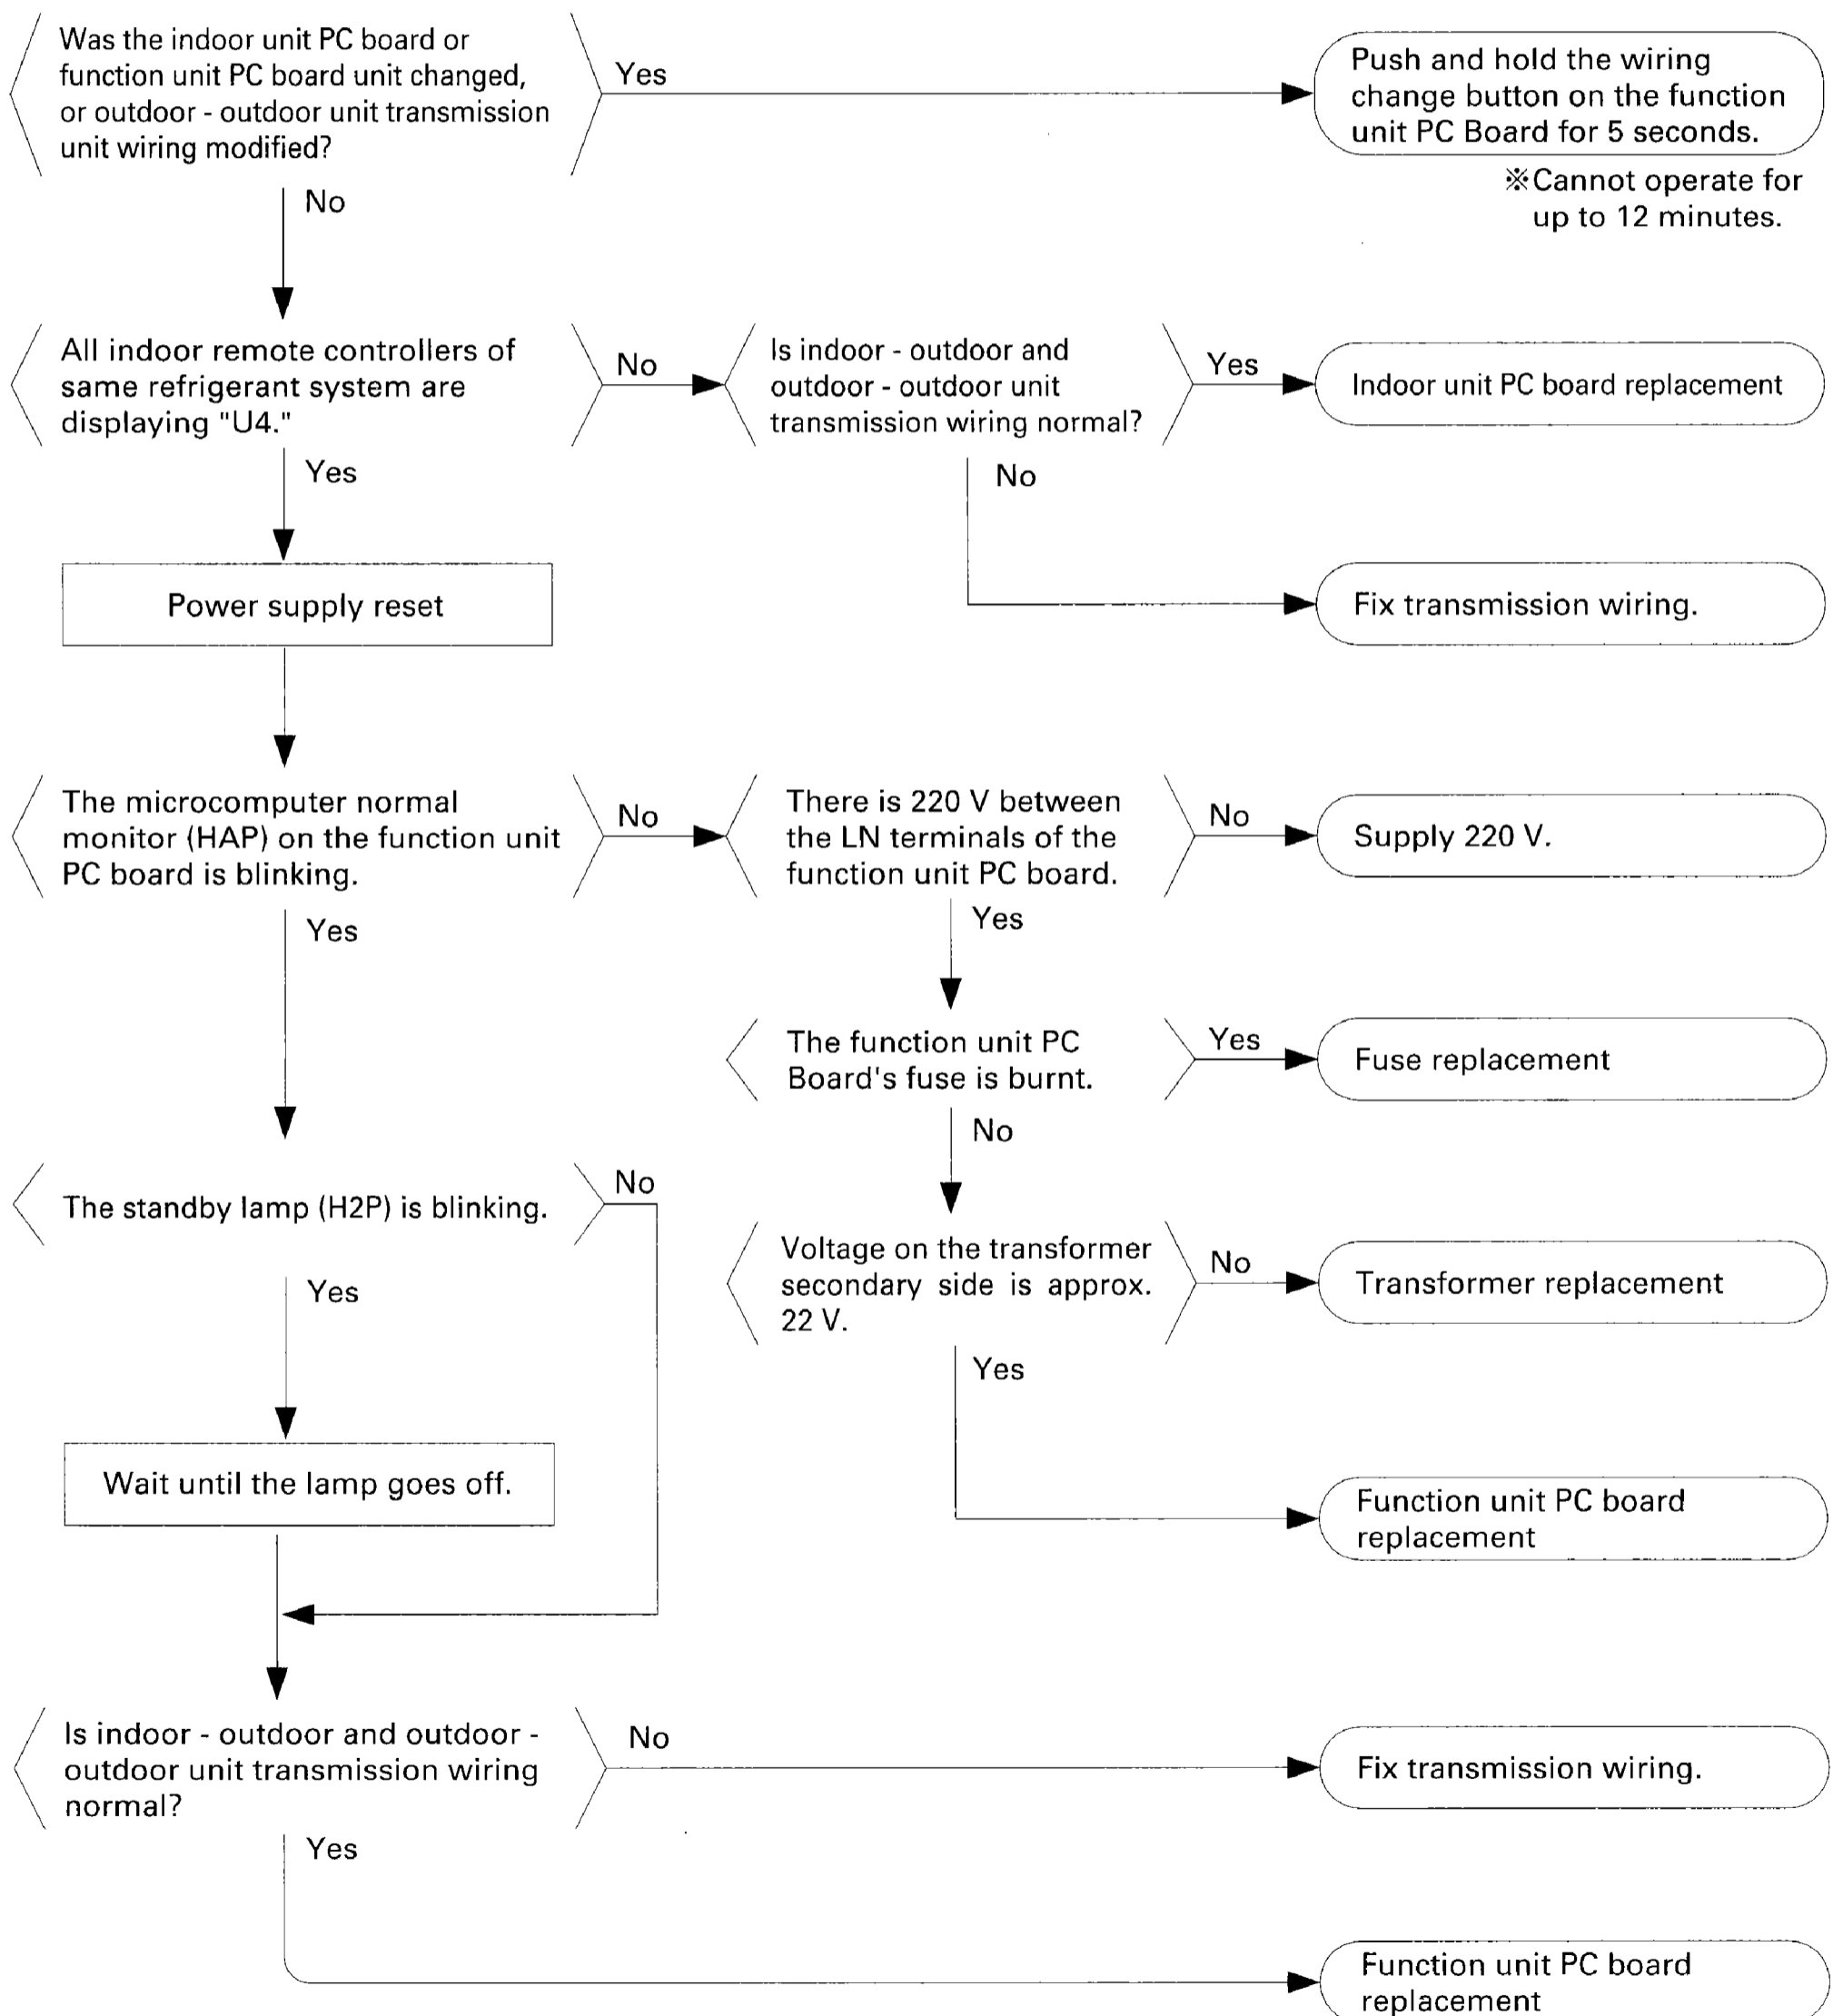 Was the indoor unit PC board or
function unit PC board unit changed,
or outdoor - outdoor unit transmission
unit wiring modified?
Yes
Push and hold the wiring
change button on the function
unit PC Board for 5 seconds.
※Cannot operate for
up to 12 minutes.
No
All indoor remote controllers of
same refrigerant system are
displaying "U4."
No
Is indoor - outdoor and
outdoor - outdoor unit
transmission wiring normal?
Yes
Indoor unit PC board replacement
Yes
No
Power supply reset
Fix transmission wiring.
The microcomputer normal
monitor (HAP) on the function unit
PC board is blinking.
No
There is 220 V between
the LN terminals of the
function unit PC board.
No
Supply 220 V.
Yes
Yes
The function unit PC
Board's fuse is burnt.
Yes
Fuse replacement
No
The standby lamp (H2P) is blinking.
No
Voltage on the transformer
secondary side is approx.
22 V.
No
Transformer replacement
Yes
Yes
Wait until the lamp goes off.
Function unit PC board
replacement
Is indoor - outdoor and outdoor -
outdoor unit transmission wiring
normal?
No
Fix transmission wiring.
Yes
Function unit PC board
replacement